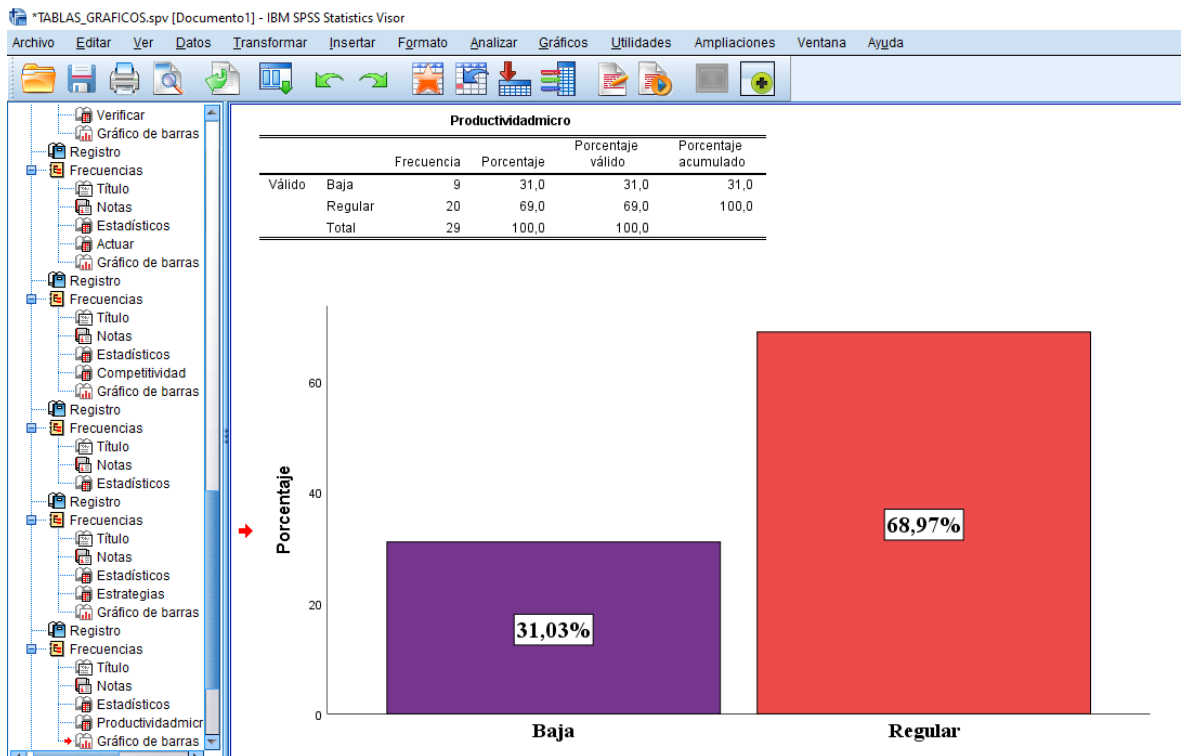 *TABLAS_GRAFICOS.spv [Documento1] - IBM SPSS Statistics Visor
Archivo Editar Ver Datos Transformar Insertar Formato Analizar Gráficos Utilidades Ampliaciones Ventana Ayuda
Verificar
Gráfico de barras
Registro
Frecuencias
Título
Notas
Estadísticos
Actuar
Gráfico de barras
Registro
Frecuencias
Título
Notas
Estadísticos
Competitividad
Gráfico de barras
Registro
Frecuencias
Título
Notas
Estadísticos
Registro
Frecuencias
Título
Notas
Estadísticos
Estrategias
Gráfico de barras
Registro
Frecuencias
Título
Notas
Estadísticos
Productividadmicr
Gráfico de barras
Productividadmicro
Frecuencia Porcentaje Porcentaje válido Porcentaje acumulado
Válido Baja 9 31,0 31,0 31,0
Regular 20 69,0 69,0 100,0
Total 29 100,0 100,0
Porcentaje
60
40
20
0
31,03%
68,97%
Baja Regular